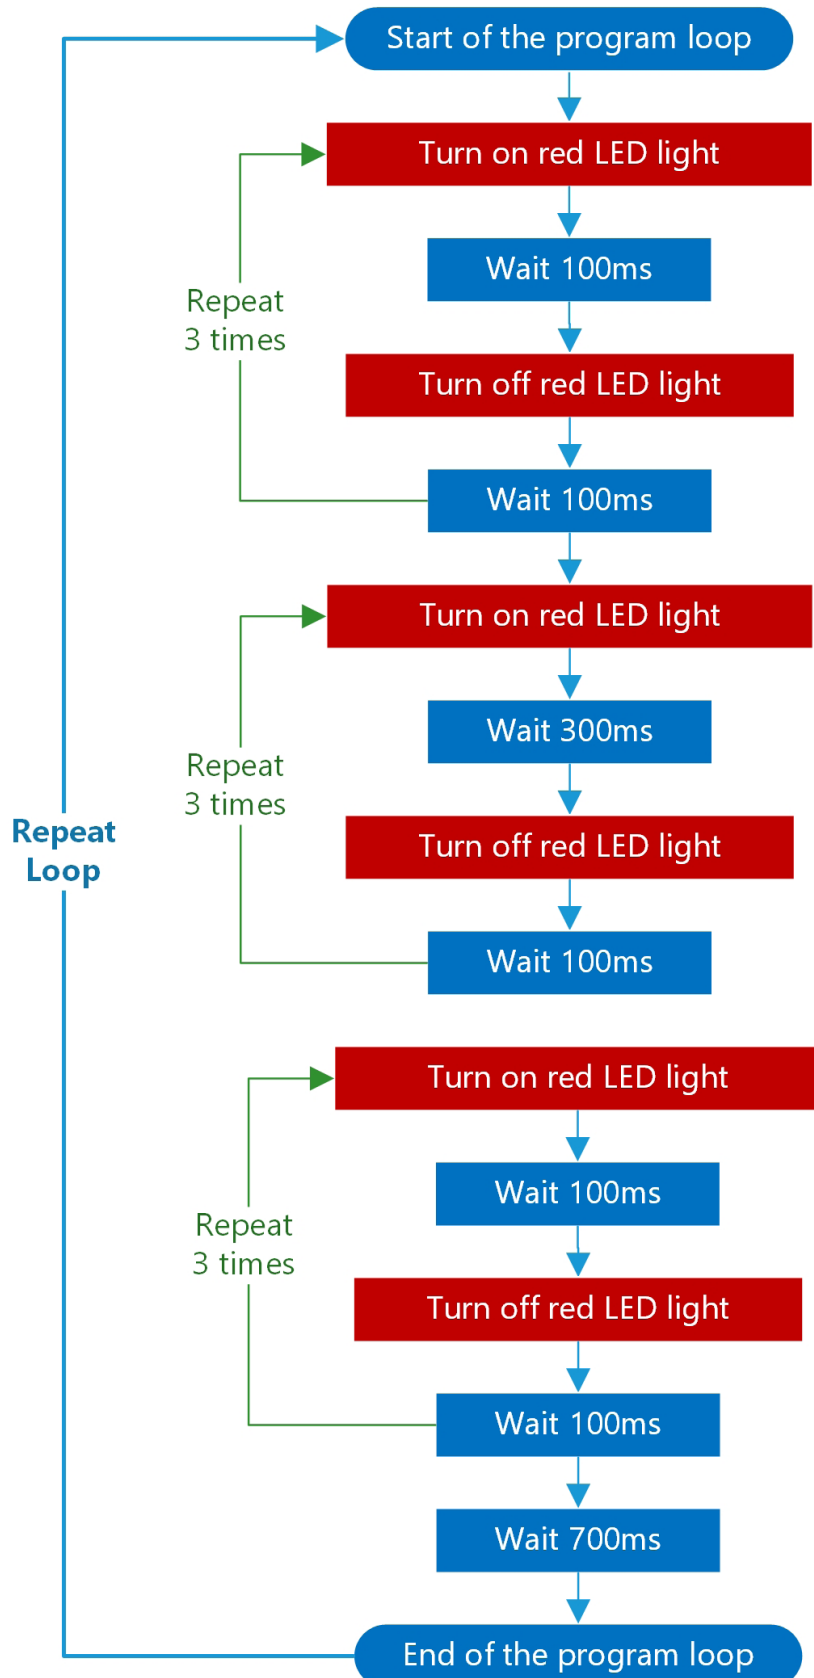 Start of the program loop
Turn on red LED light
Wait 100ms
Repeat
3 times
Turn off red LED light
Wait 100ms
Turn on red LED light
Wait 300ms
Repeat
3 times
Repeat
Loop
Turn off red LED light
Wait 100ms
Turn on red LED light
Wait 100ms
Repeat
3 times
Turn off red LED light
Wait 100ms
Wait 700ms
End of the program loop